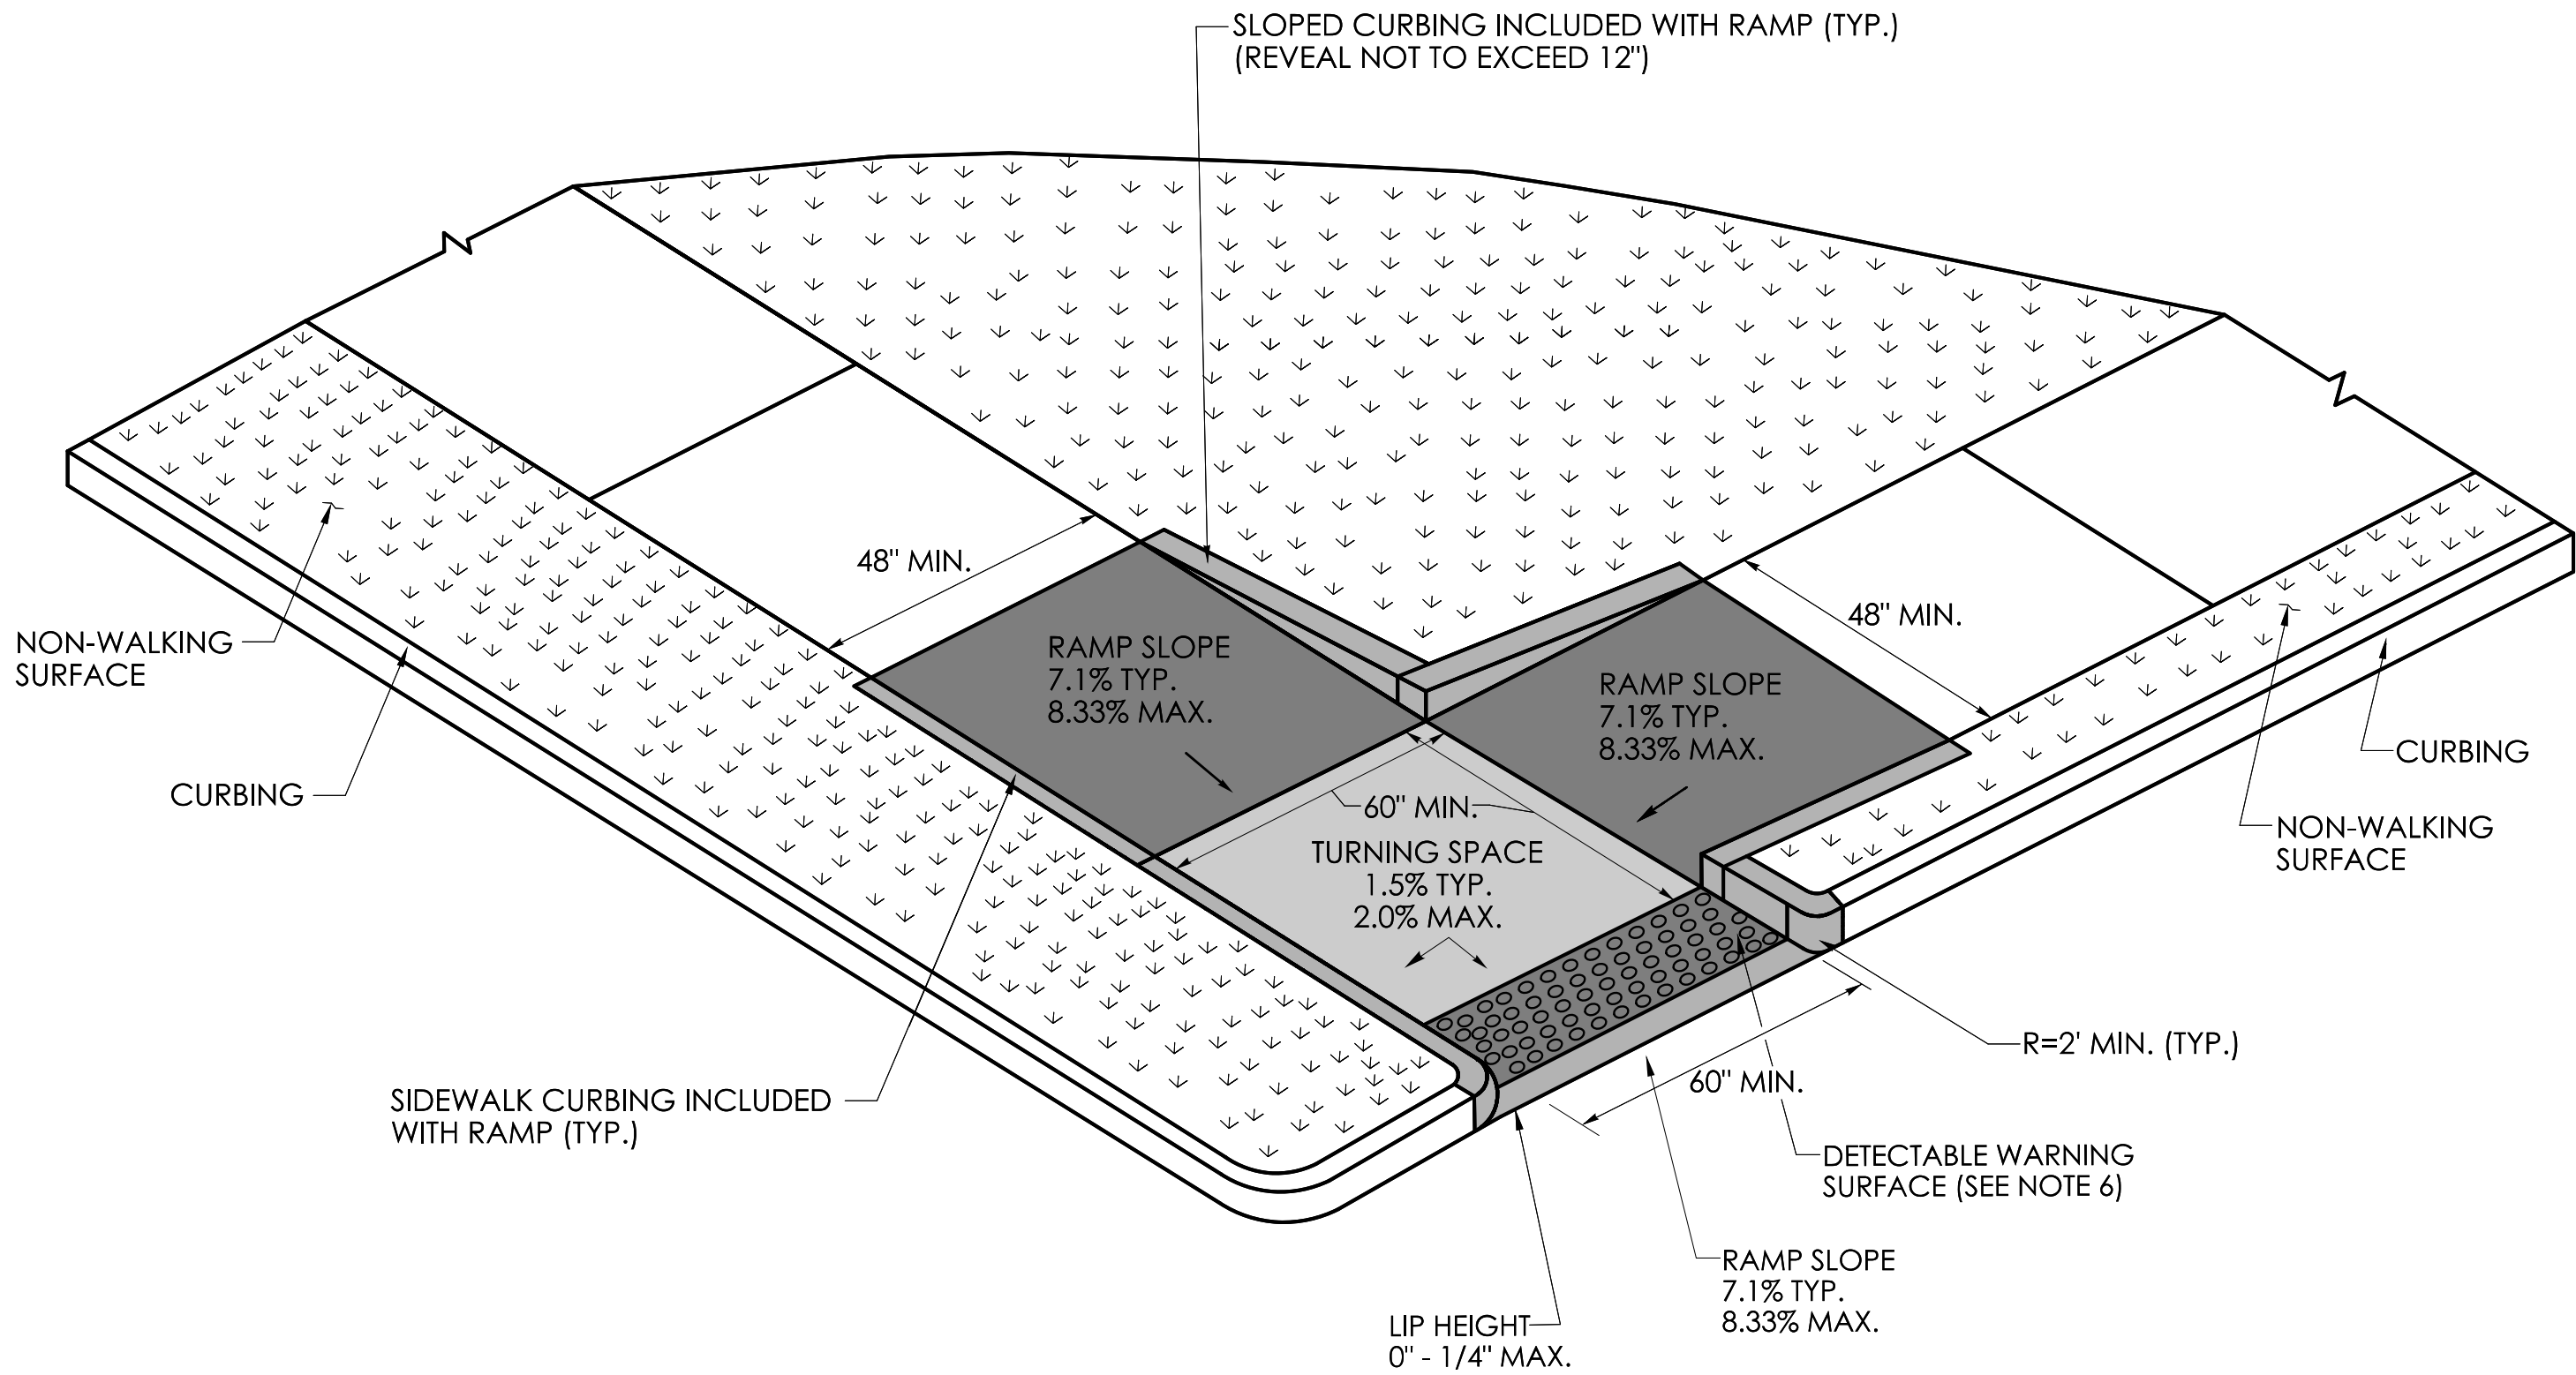 SLOPED CURBING INCLUDED WITH RAMP (TYP.)
(REVEAL NOT TO EXCEED 12")
48" MIN.
48" MIN.
NON-WALKING
SURFACE
RAMP SLOPE
7.1% TYP.
8.33% MAX.
RAMP SLOPE
7.1% TYP.
8.33% MAX.
CURBING
CURBING
60" MIN.
NON-WALKING
SURFACE
TURNING SPACE
1.5% TYP.
2.0% MAX.
R=2' MIN. (TYP.)
60" MIN.
SIDEWALK CURBING INCLUDED
WITH RAMP (TYP.)
DETECTABLE WARNING
SURFACE (SEE NOTE 6)
RAMP SLOPE
7.1% TYP.
8.33% MAX.
LIP HEIGHT
0" - 1/4" MAX.